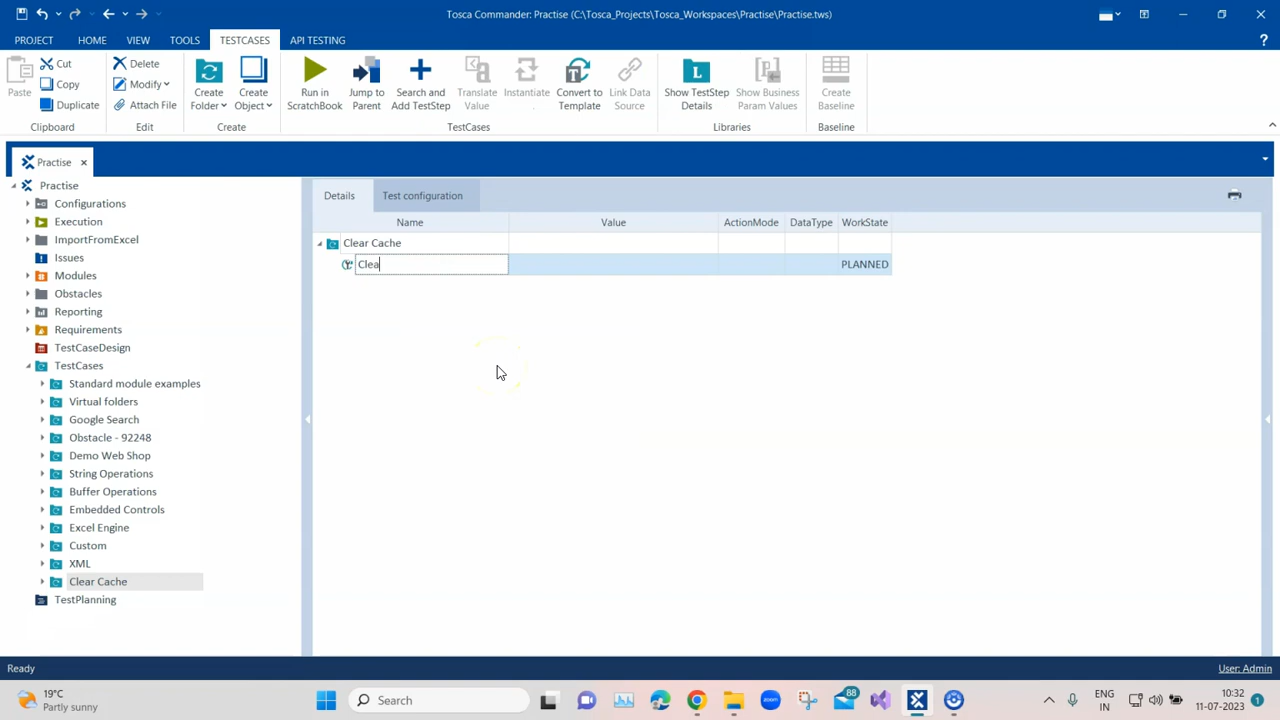 Tosca Commander: Practise (C:\Tosca_Projects\Tosca_Workspaces\Practise\Practise.tws)
PROJECT HOME VIEW TOOLS TESTCASES API TESTING ?
Paste
Cut
Copy
Duplicate
Clipboard
Delete
Modify
Attach File
Edit
Create Folder
Create Object
Create
Run in ScratchBook
Jump to Parent
Search and Add TestStep
Translate Value
Instantiate
Convert to Template
Link Data Source
TestCases
Show TestStep Details
Show Business Param Values
Libraries
Create Baseline
Baseline
Practise ×
Practise
Configurations
Execution
ImportFromExcel
Issues
Modules
Obstacles
Reporting
Requirements
TestCaseDesign
TestCases
Standard module examples
Virtual folders
Google Search
Obstacle - 92248
Demo Web Shop
String Operations
Buffer Operations
Embedded Controls
Excel Engine
Custom
XML
Clear Cache
TestPlanning
Details Test configuration
Name Value ActionMode DataType WorkState
Clear Cache
Clea PLANNED
Ready User: Admin
19°C
Partly sunny
Search
88
ENG
IN
10:32
11-07-2023
1